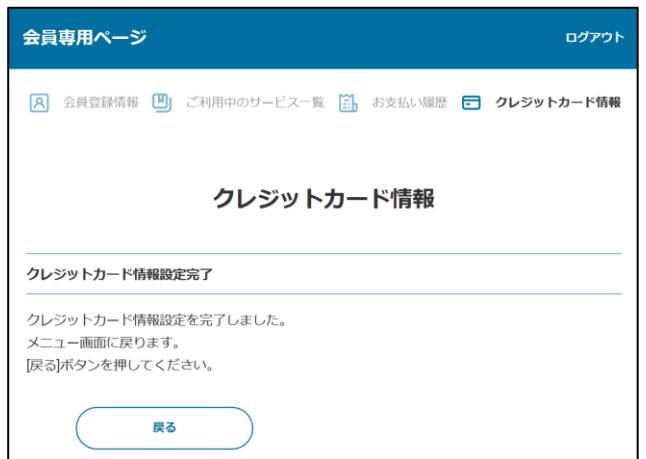 会員専用ページ
ログアウト
会員登録情報 ご利用中のサービス一覧 お支払い履歴 クレジットカード情報
クレジットカード情報
クレジットカード情報設定完了
クレジットカード情報設定を完了しました。
メニュー画面に戻ります。
[戻る]ボタンを押してください。
戻る